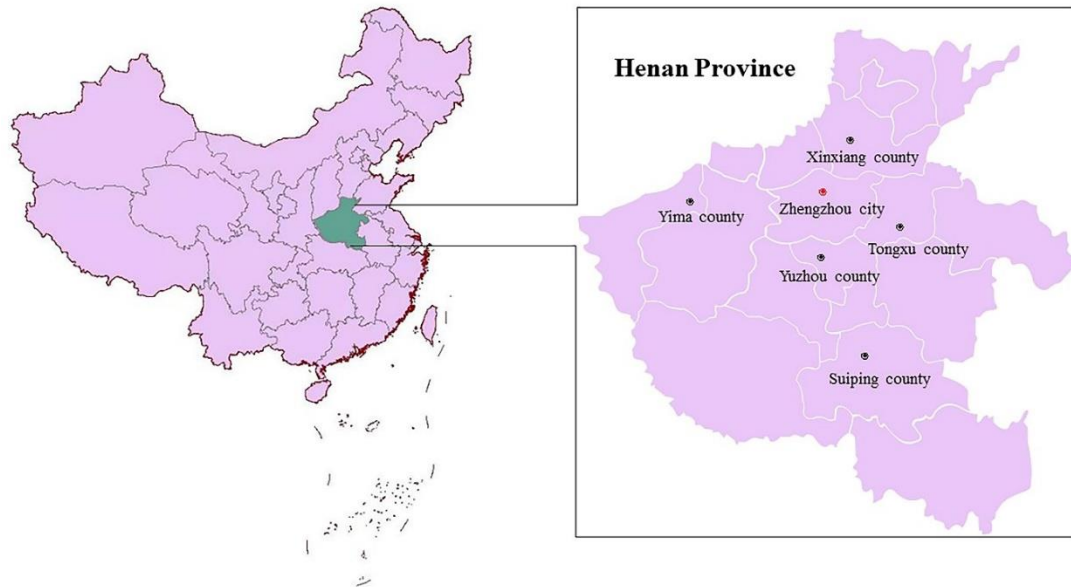 Henan Province
Xinxiang county
Yima county
Zhengzhou city
Tongxu county
Yuzhou county
Suiping county